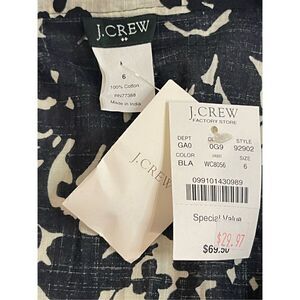 J.CREW
6
100% Cotton
RN77388
Made in India
J.CREW
J.CREW
FACTORY STORE
DEPT
STYLE
GA0
0G9
92902
COLOR
SIZE
BLA
WC8056
6
099101430989
Special Value
$29.97
$69.50